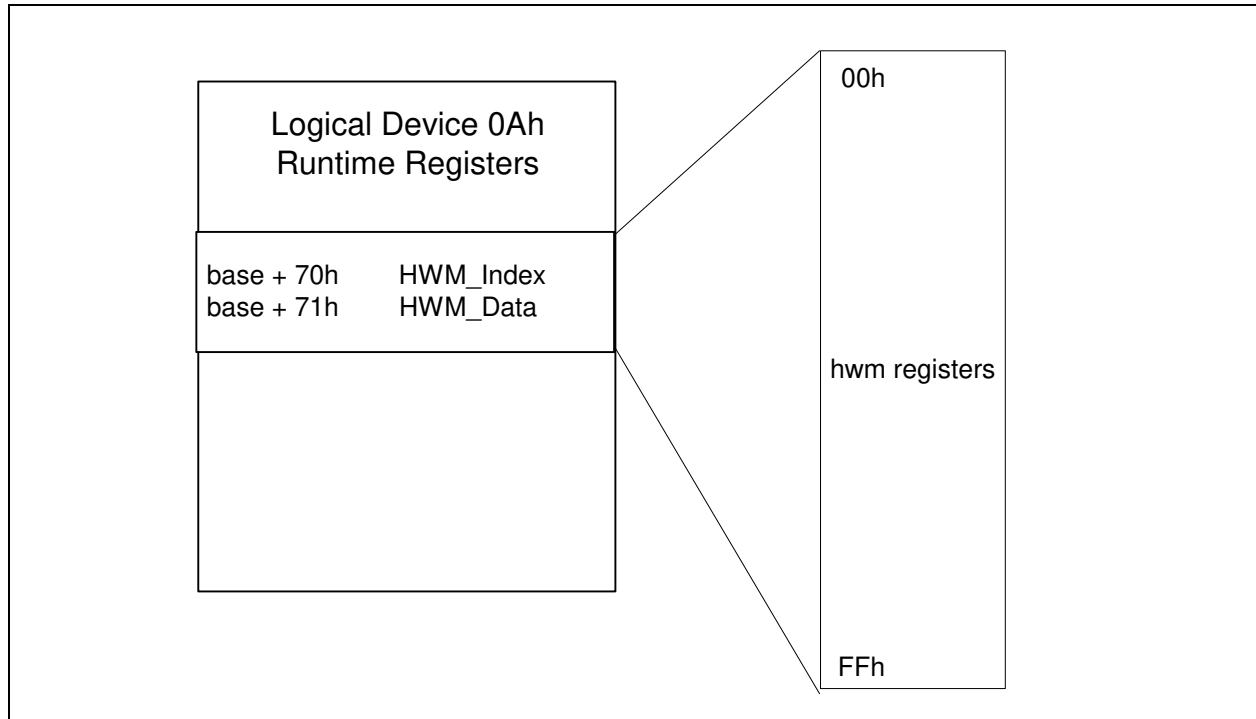 Logical Device 0Ah
Runtime Registers
base + 70h HWM_Index
base + 71h HWM_Data
00h
hwm registers
FFh